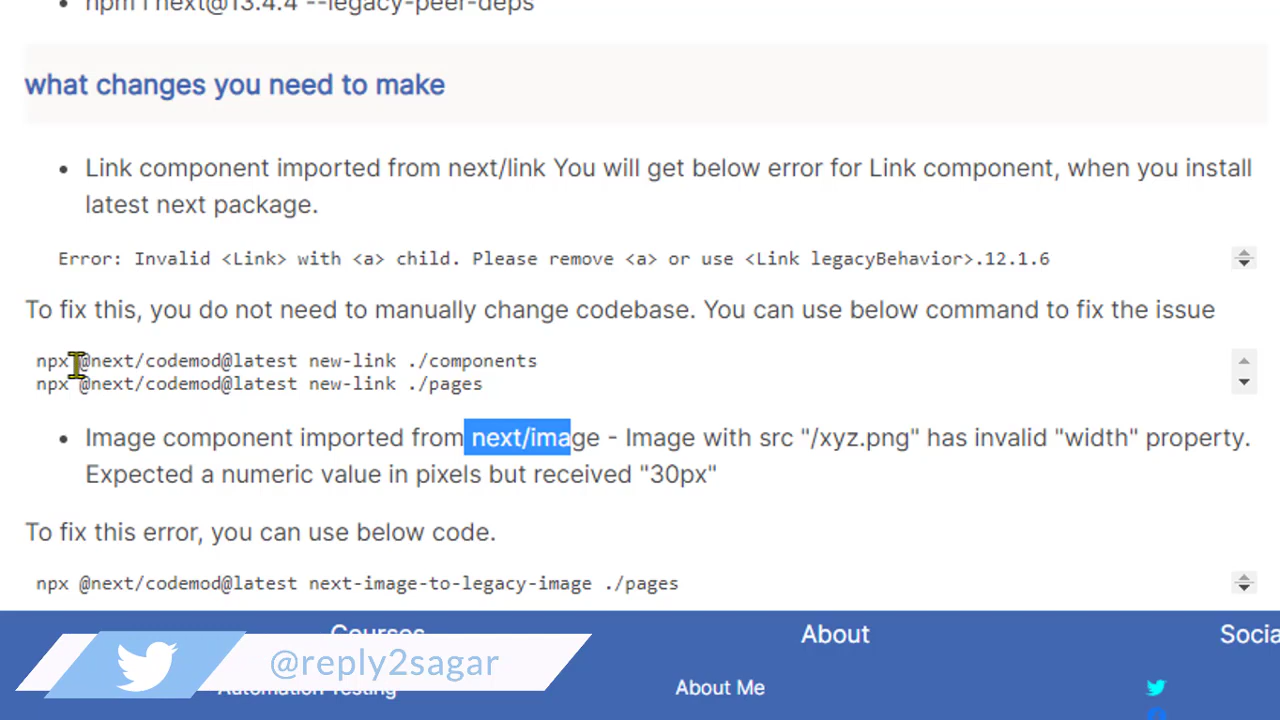 npm i next@13.4.4 --legacy-peer-deps
what changes you need to make
Link component imported from next/link You will get below error for Link component, when you install
latest next package.
Error: Invalid <Link> with <a> child. Please remove <a> or use <Link legacyBehavior>.12.1.6
To fix this, you do not need to manually change codebase. You can use below command to fix the issue
npx @next/codemod@latest new-link ./components
npx @next/codemod@latest new-link ./pages
Image component imported from next/image - Image with src "/xyz.png" has invalid "width" property.
Expected a numeric value in pixels but received "30px"
To fix this error, you can use below code.
npx @next/codemod@latest next-image-to-legacy-image ./pages
Courses About Socia
@reply2sagar
Automation Testing About Me